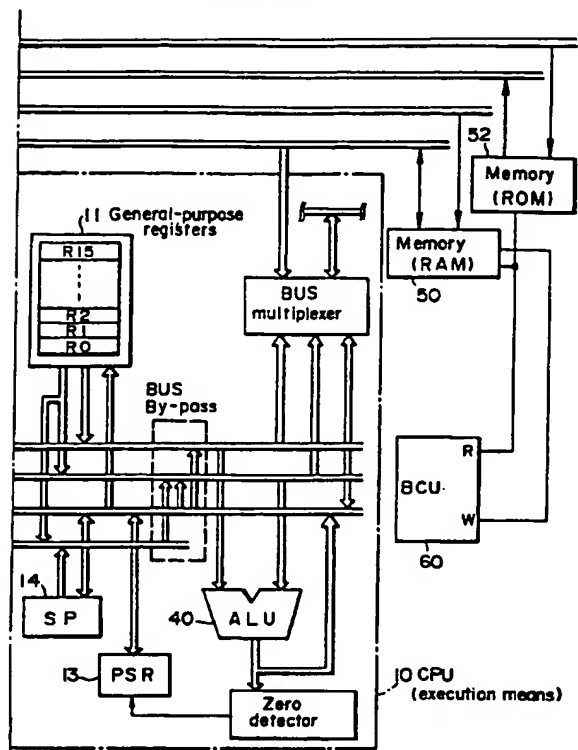 52
Memory
(ROM)
11 General-purpose
registers
R15
R2
R1
R0
BUS
multiplexer
Memory
(RAM)
50
BUS
By-pass
R
BCU
W
60
14
SP
40
ALU
13
PSR
Zero
detector
10 CPU
(execution means)